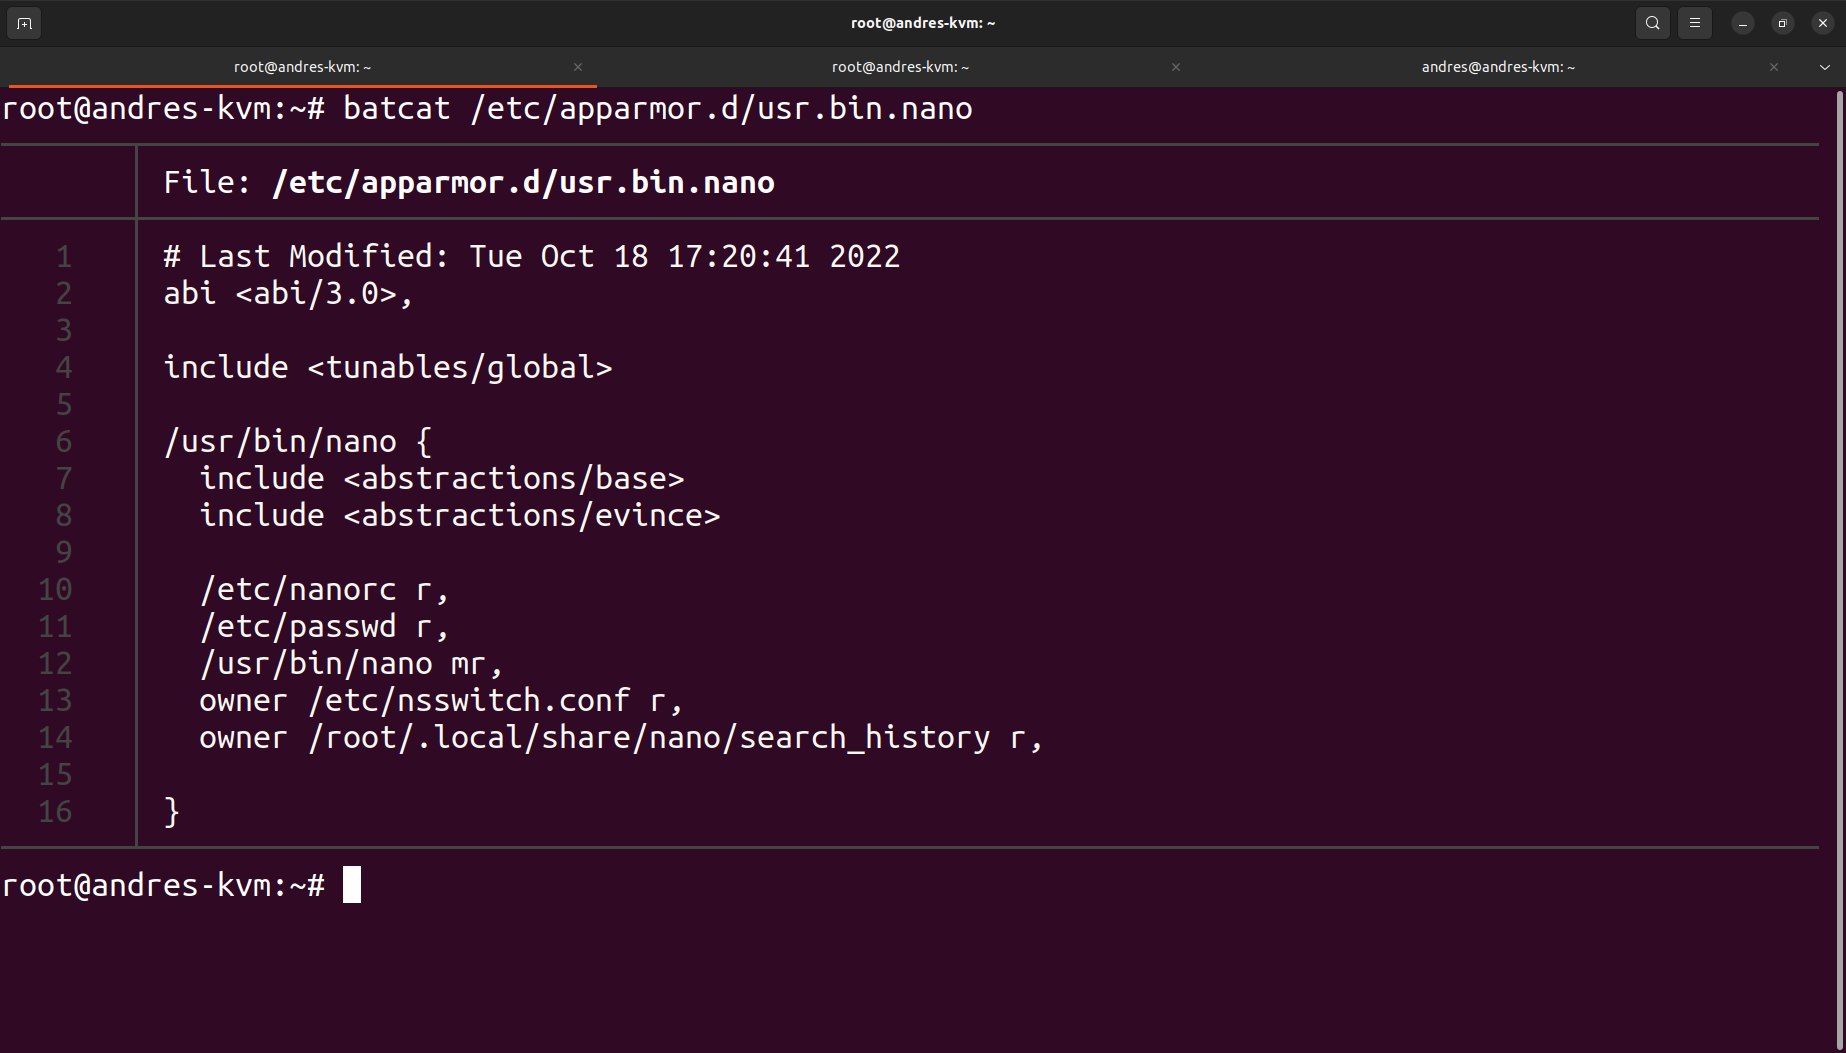 root@andres-kvm: ~
root@andres-kvm: ~
root@andres-kvm: ~
andres@andres-kvm: ~
root@andres-kvm:~# batcat /etc/apparmor.d/usr.bin.nano
File: /etc/apparmor.d/usr.bin.nano
1 # Last Modified: Tue Oct 18 17:20:41 2022
2 abi <abi/3.0>,
3
4 include <tunables/global>
5
6 /usr/bin/nano {
7   include <abstractions/base>
8   include <abstractions/evince>
9
10   /etc/nanorc r,
11   /etc/passwd r,
12   /usr/bin/nano mr,
13   owner /etc/nsswitch.conf r,
14   owner /root/.local/share/nano/search_history r,
15
16 }
root@andres-kvm:~#